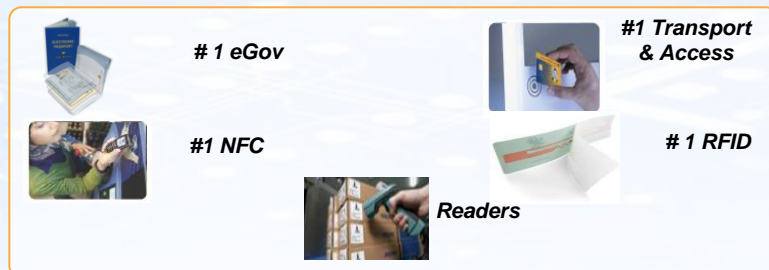 # 1 eGov
#1 Transport
& Access
#1 NFC
# 1 RFID
Readers